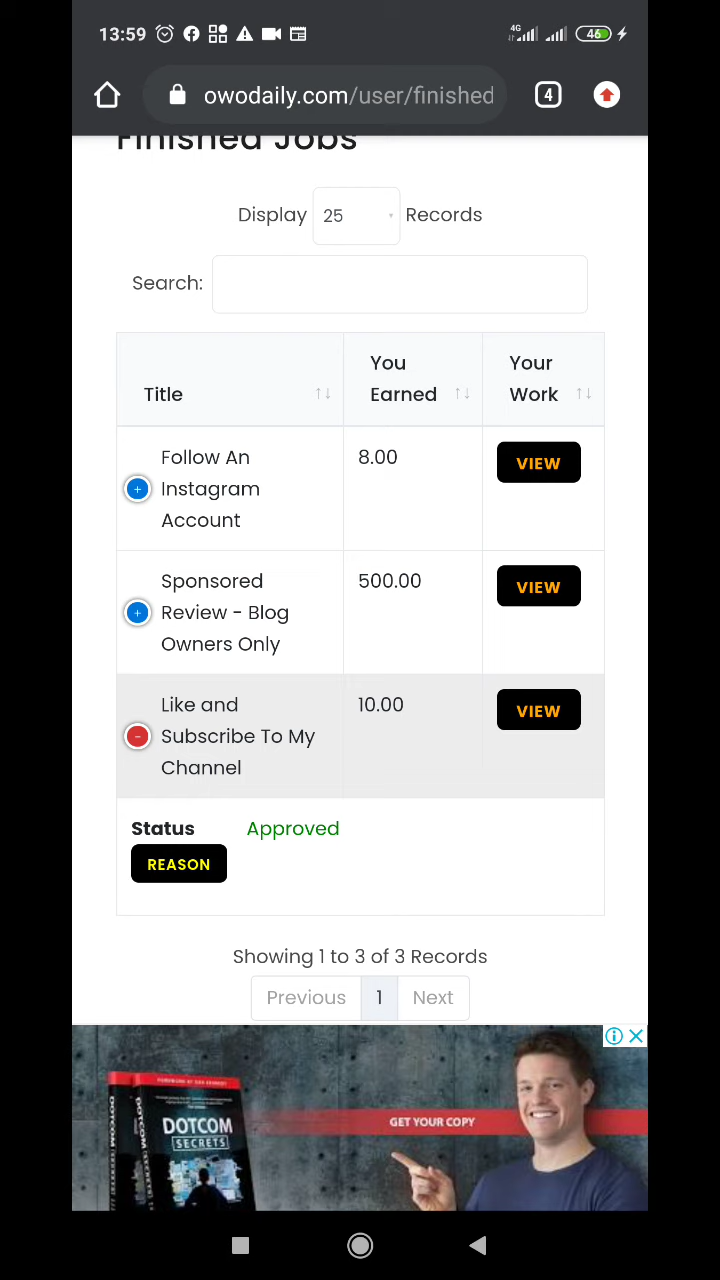 13:59
4G
46
owodaily.com/user/finished
4
Finished Jobs
Display 25 Records
Search:
Title
You Earned
Your Work
Follow An Instagram Account
8.00
VIEW
Sponsored Review - Blog Owners Only
500.00
VIEW
Like and Subscribe To My Channel
10.00
VIEW
Status Approved
REASON
Showing 1 to 3 of 3 Records
Previous 1 Next
DOTCOM
SECRETS
GET YOUR COPY